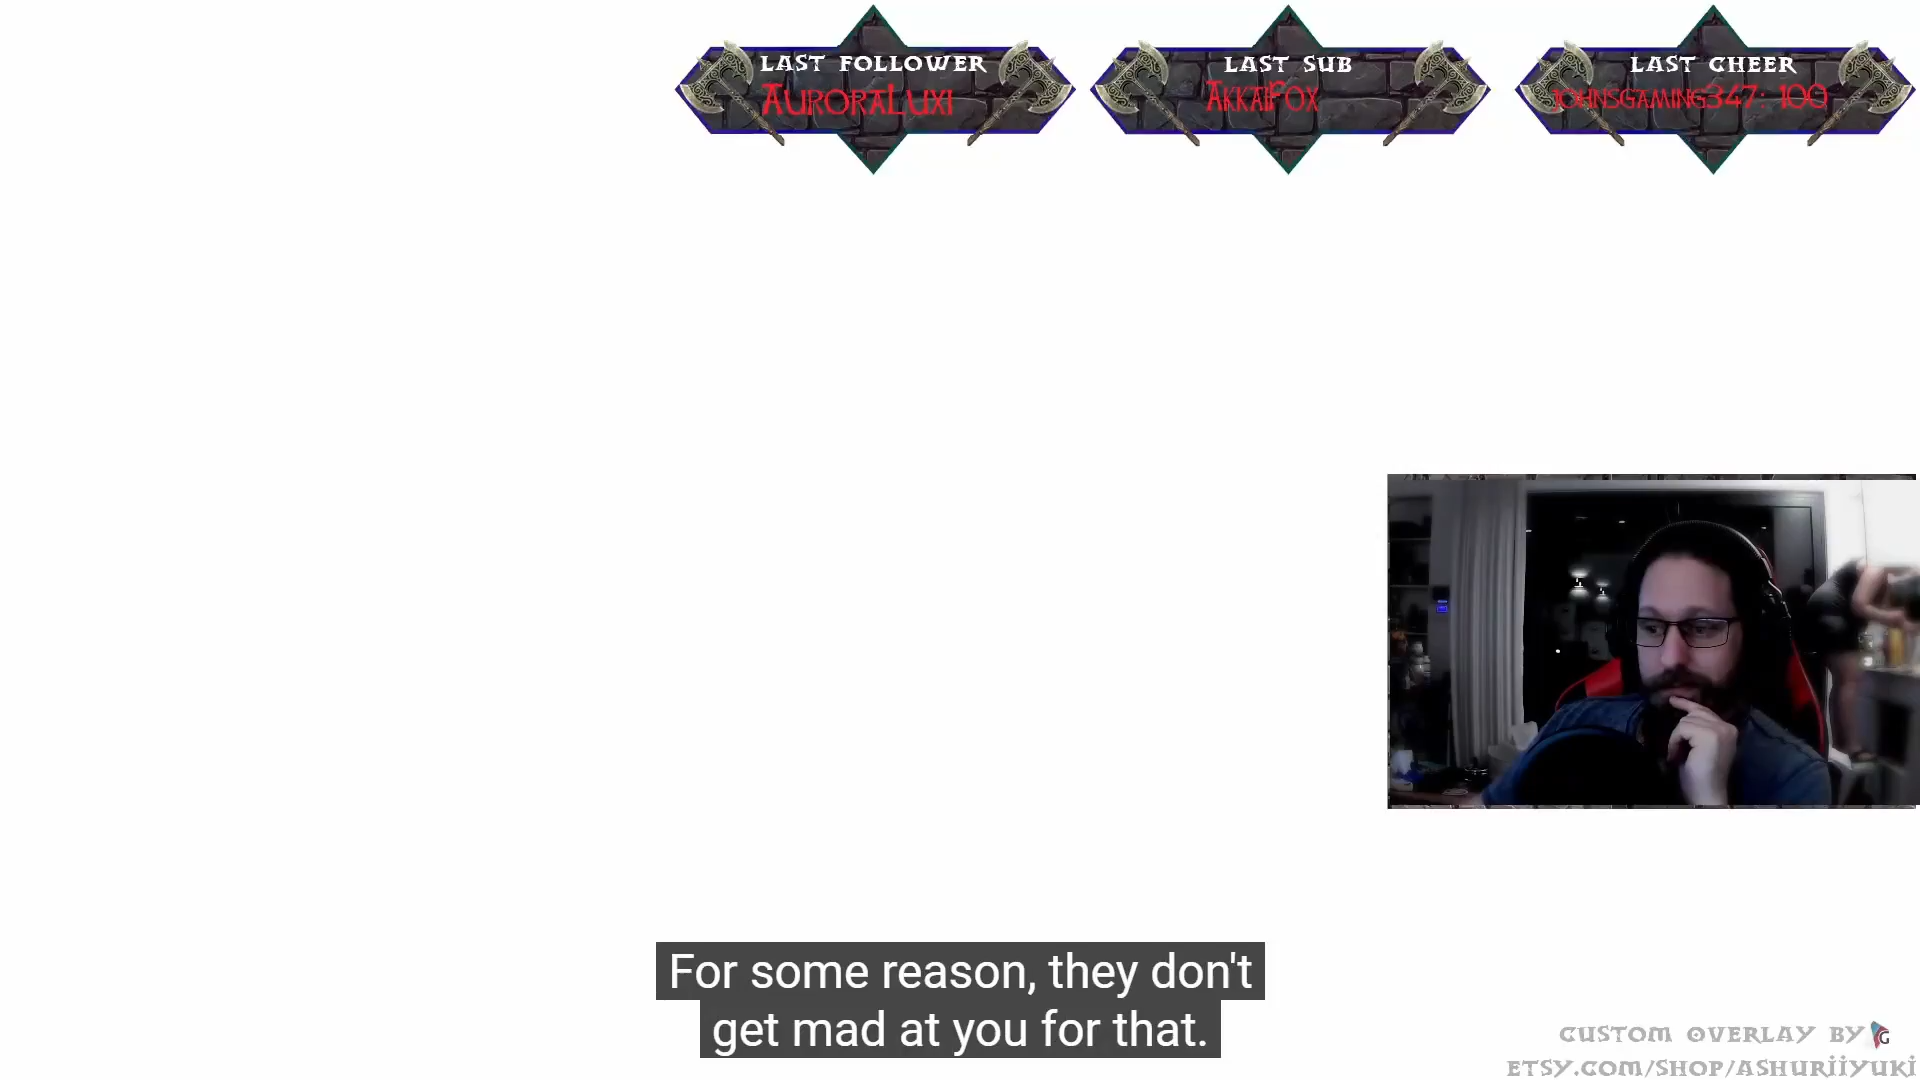 LAST FOLLOWER
AuroraLuxi
LAST SUB
AkkaiFox
LAST CHEER
johnsgaming347: 100
For some reason, they don't
get mad at you for that.
CUSTOM OVERLAY BY
ETSY.COM/SHOP/ASHURIIYUKI